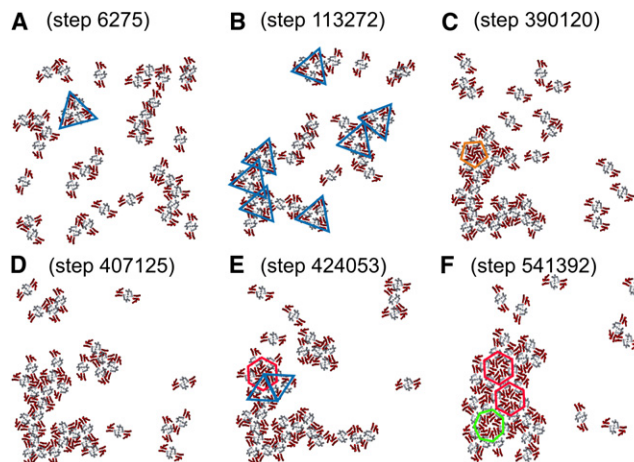 A (step 6275)
B (step 113272)
C (step 390120)
D (step 407125)
E (step 424053)
F (step 541392)